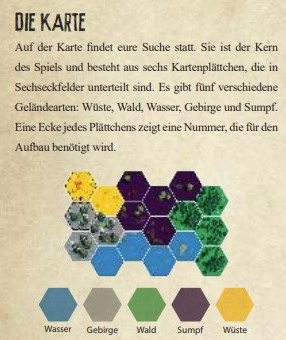 DIE KARTE
Auf der Karte findet eure Suche statt. Sie ist der Kern
des Spiels und besteht aus sechs Kartenplättchen, die in
Sechseckfelder unterteilt sind. Es gibt fünf verschiedene
Geländearten: Wüste, Wald, Wasser, Gebirge und Sumpf.
Eine Ecke jedes Plättchens zeigt eine Nummer, die für den
Aufbau benötigt wird.
Wasser Gebirge Wald Sumpf Wüste